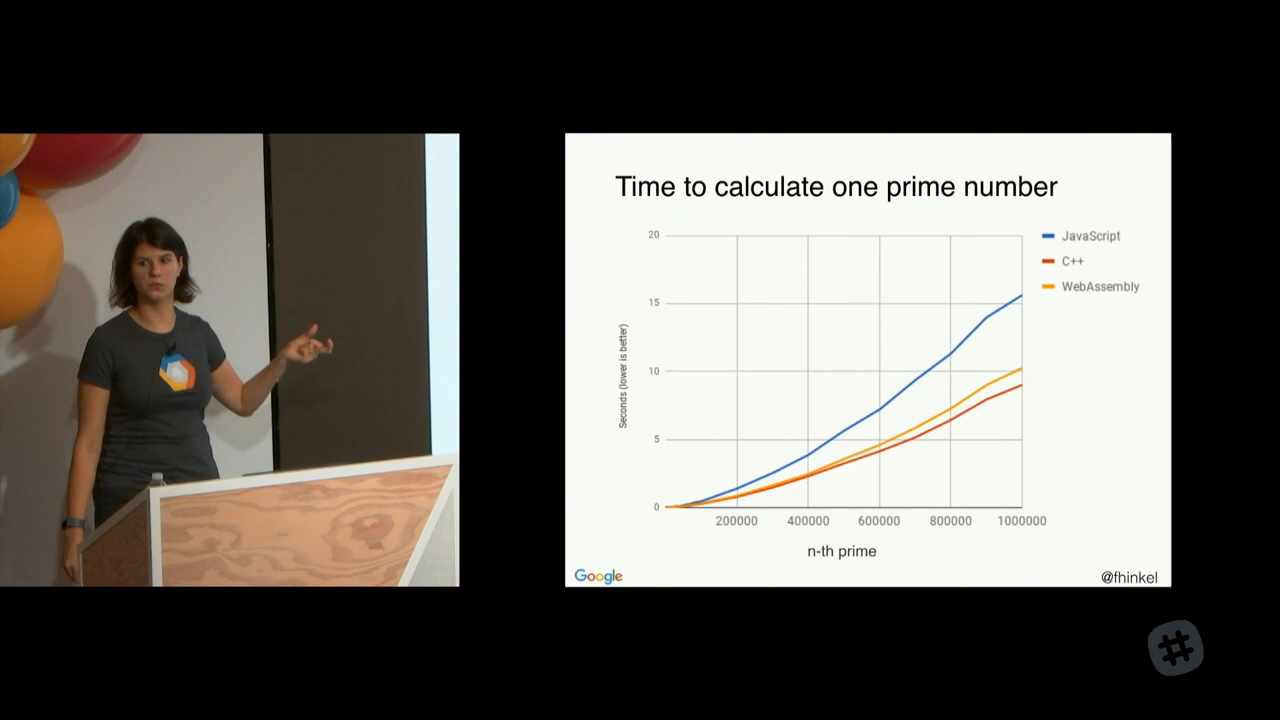 Time to calculate one prime number
20
15
10
5
0
Seconds (lower is better)
200000 400000 600000 800000 1000000
n-th prime
JavaScript
C++
WebAssembly
Google
@fhinkel
#